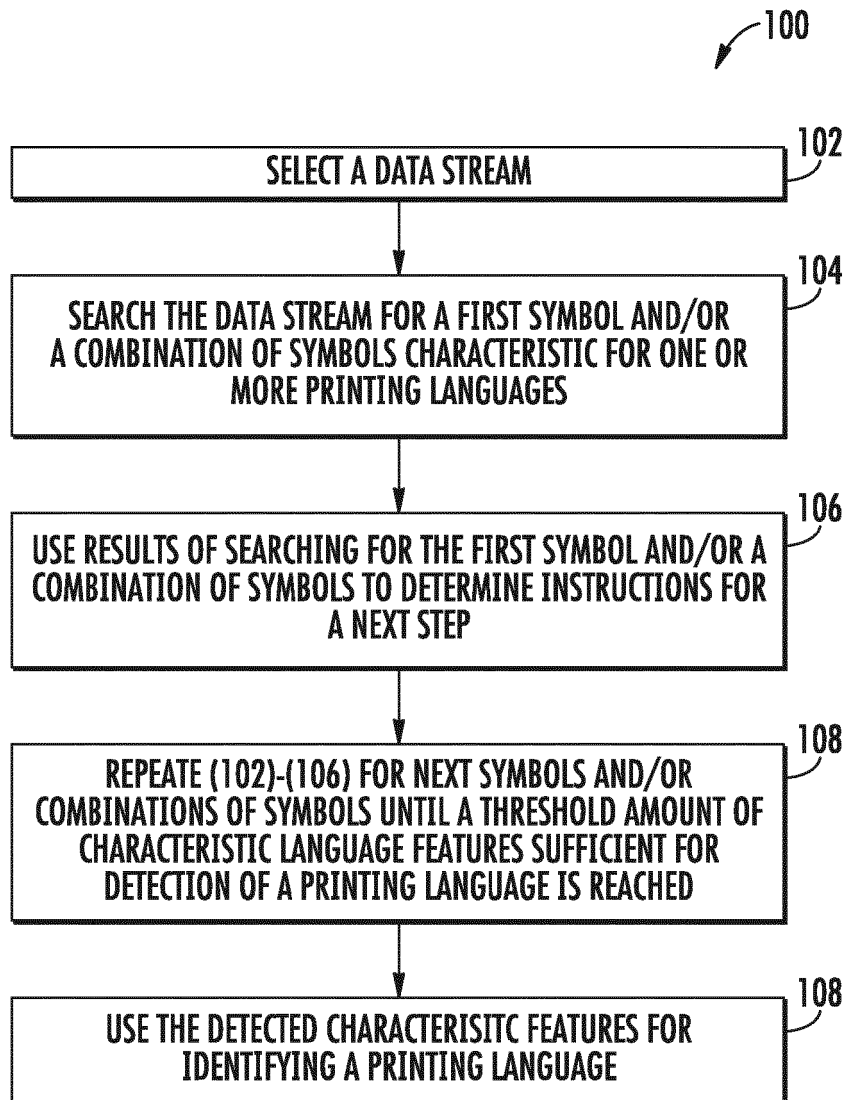 100
102
SELECT A DATA STREAM
104
SEARCH THE DATA STREAM FOR A FIRST SYMBOL AND/OR
A COMBINATION OF SYMBOLS CHARACTERISTIC FOR ONE OR
MORE PRINTING LANGUAGES
106
USE RESULTS OF SEARCHING FOR THE FIRST SYMBOL AND/OR A
COMBINATION OF SYMBOLS TO DETERMINE INSTRUCTIONS FOR
A NEXT STEP
108
REPEAT (102)-(106) FOR NEXT SYMBOLS AND/OR
COMBINATIONS OF SYMBOLS UNTIL A THRESHOLD AMOUNT OF
CHARACTERISTIC LANGUAGE FEATURES SUFFICIENT FOR
DETECTION OF A PRINTING LANGUAGE IS REACHED
108
USE THE DETECTED CHARACTERISITC FEATURES FOR
IDENTIFYING A PRINTING LANGUAGE